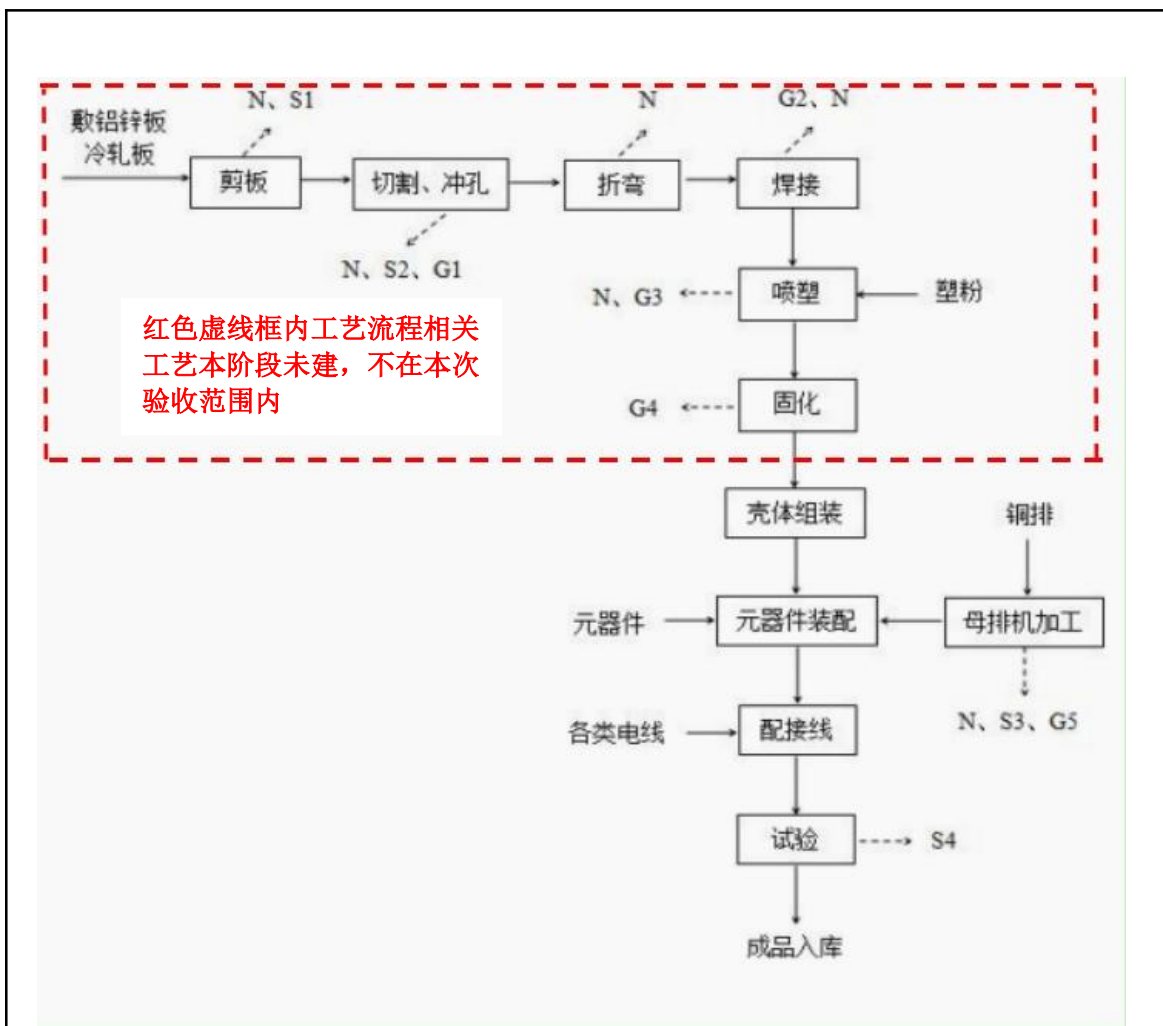 N、S1
N
G2、N
敷铝锌板
冷轧板
剪板
切割、冲孔
折弯
焊接
N、S2、G1
N、G3
喷塑
塑粉
红色虚线框内工艺流程相关
工艺本阶段未建，不在本次
验收范围内
G4
固化
壳体组装
铜排
元器件
元器件装配
母排机加工
N、S3、G5
各类电线
配接线
试验
S4
成品入库